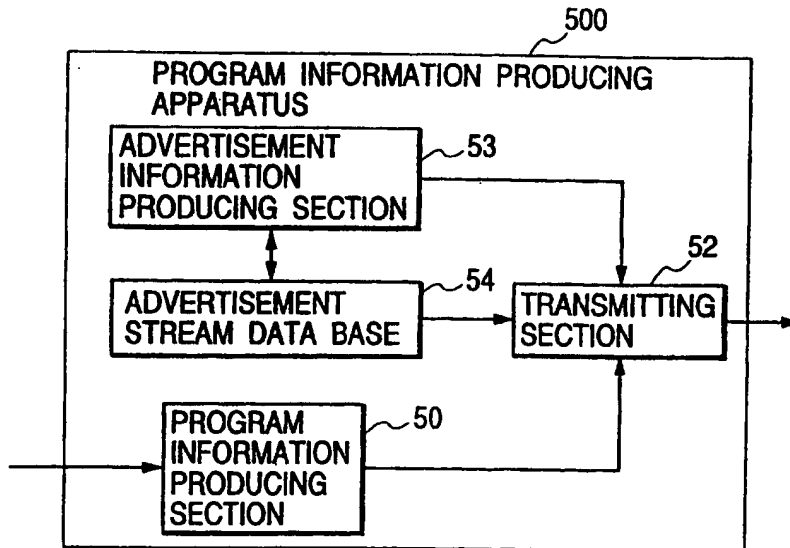 500
PROGRAM INFORMATION PRODUCING
APPARATUS
ADVERTISEMENT
INFORMATION
PRODUCING SECTION
53
ADVERTISEMENT
STREAM DATA BASE
54
TRANSMITTING
SECTION
52
PROGRAM
INFORMATION
PRODUCING
SECTION
50